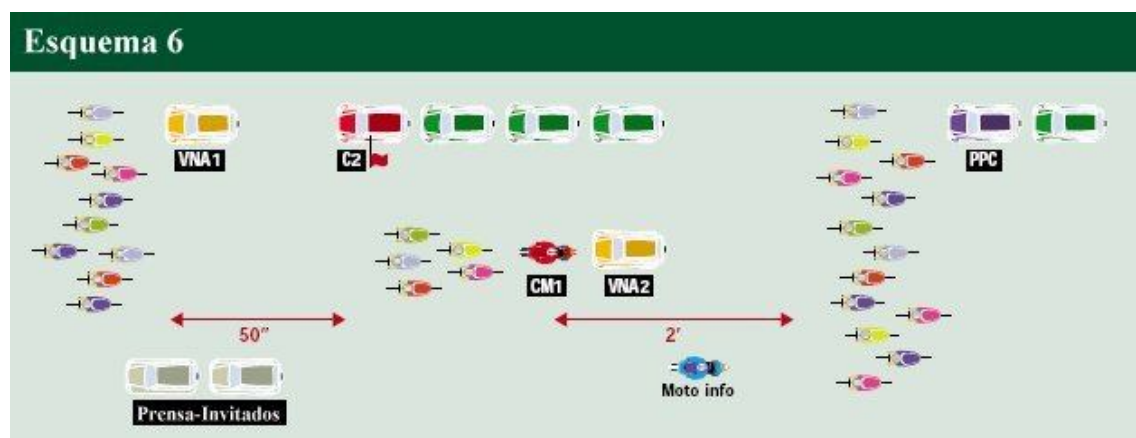 Esquema 6
VNA1
C2
PPC
CM1
VNA2
50”
2'
Moto info
Prensa-Invitados